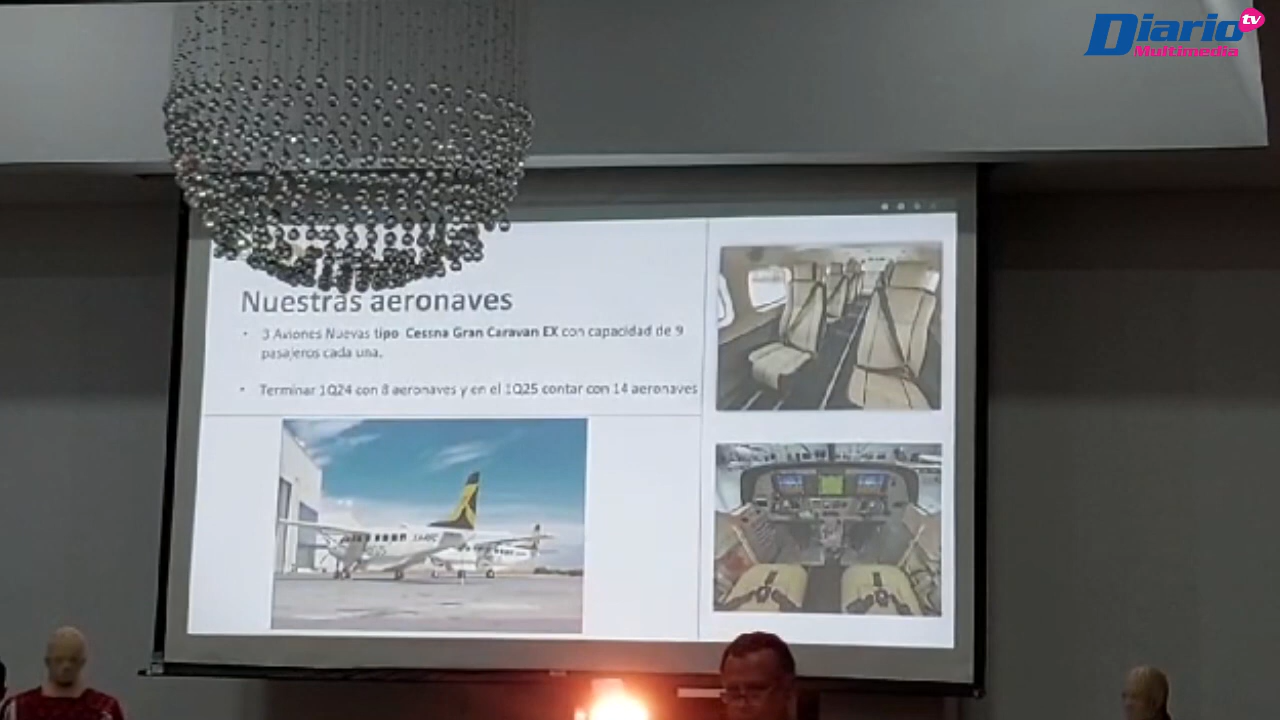 Diario tv
Multimedia
Nuestras aeronaves
• 3 Aviones Nuevas tipo Cessna Gran Caravan EX con capacidad de 9
pasajeros cada una.
• Terminar 1Q24 con 8 aeronaves y en el 1Q25 contar con 14 aeronaves